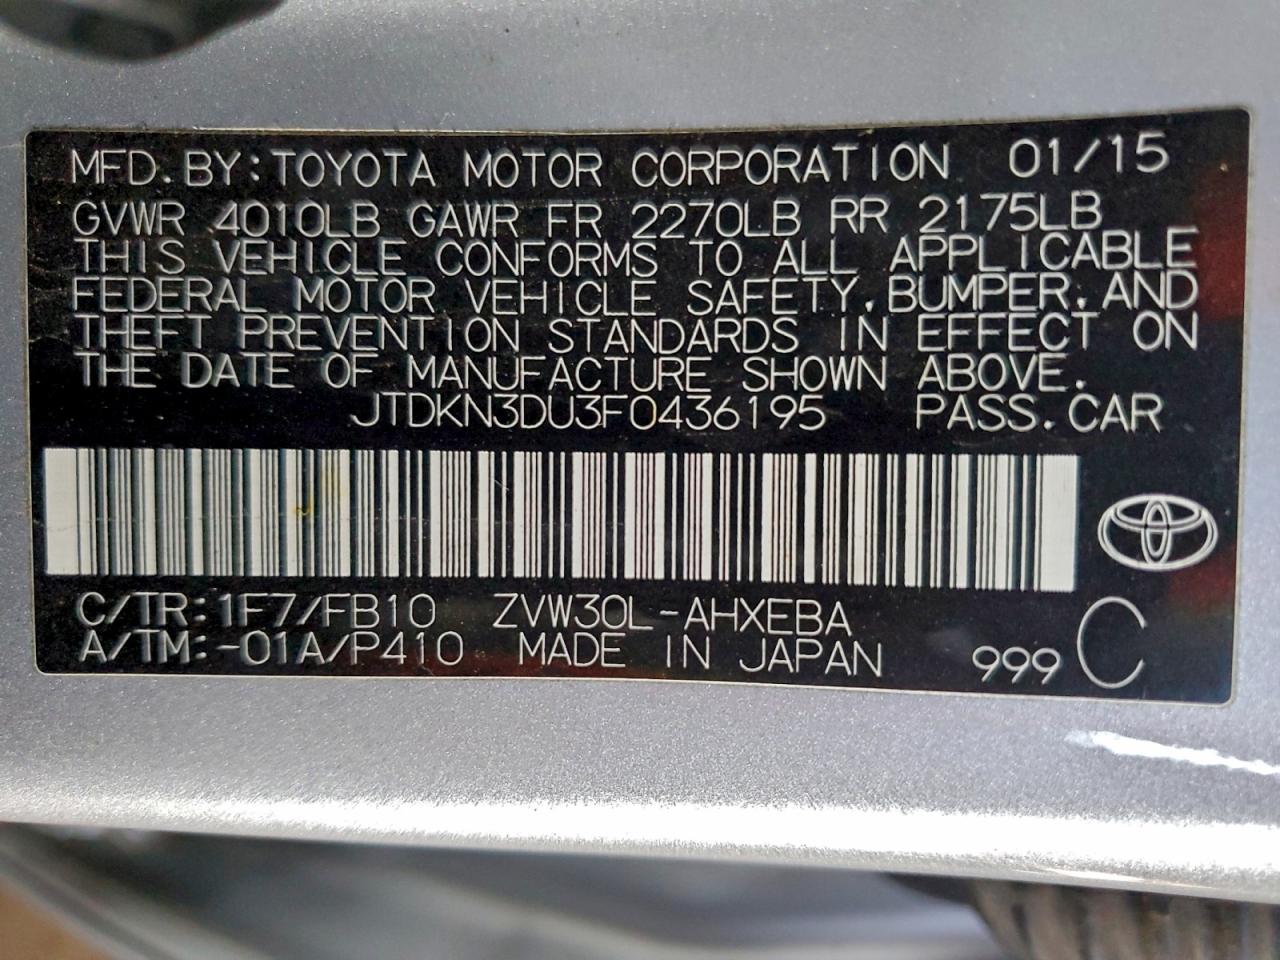 MFD. BY: TOYOTA MOTOR CORPORATION 01/15
GVWR 4010LB GAWR FR 2270LB RR 2175LB
THIS VEHICLE CONFORMS TO ALL APPLICABLE
FEDERAL MOTOR VEHICLE SAFETY, BUMPER, AND
THEFT PREVENTION STANDARDS IN EFFECT ON
THE DATE OF MANUFACTURE SHOWN ABOVE.
JTDKN3DU3F0436195 PASS. CAR
C/TR: 1F7/FB10 ZVW30L-AHXEBA
A/TM: -01A/P410 MADE IN JAPAN 999 C